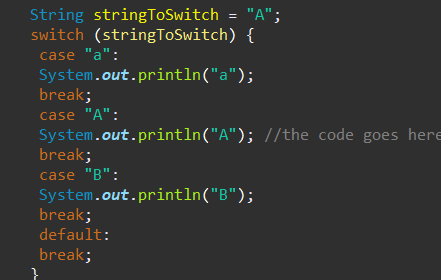 String stringToSwitch = "A";
switch (stringToSwitch) {
case "a":
System.out.println("a");
break;
case "A":
System.out.println("A"); //the code goes here
break;
case "B":
System.out.println("B");
break;
default:
break;
}